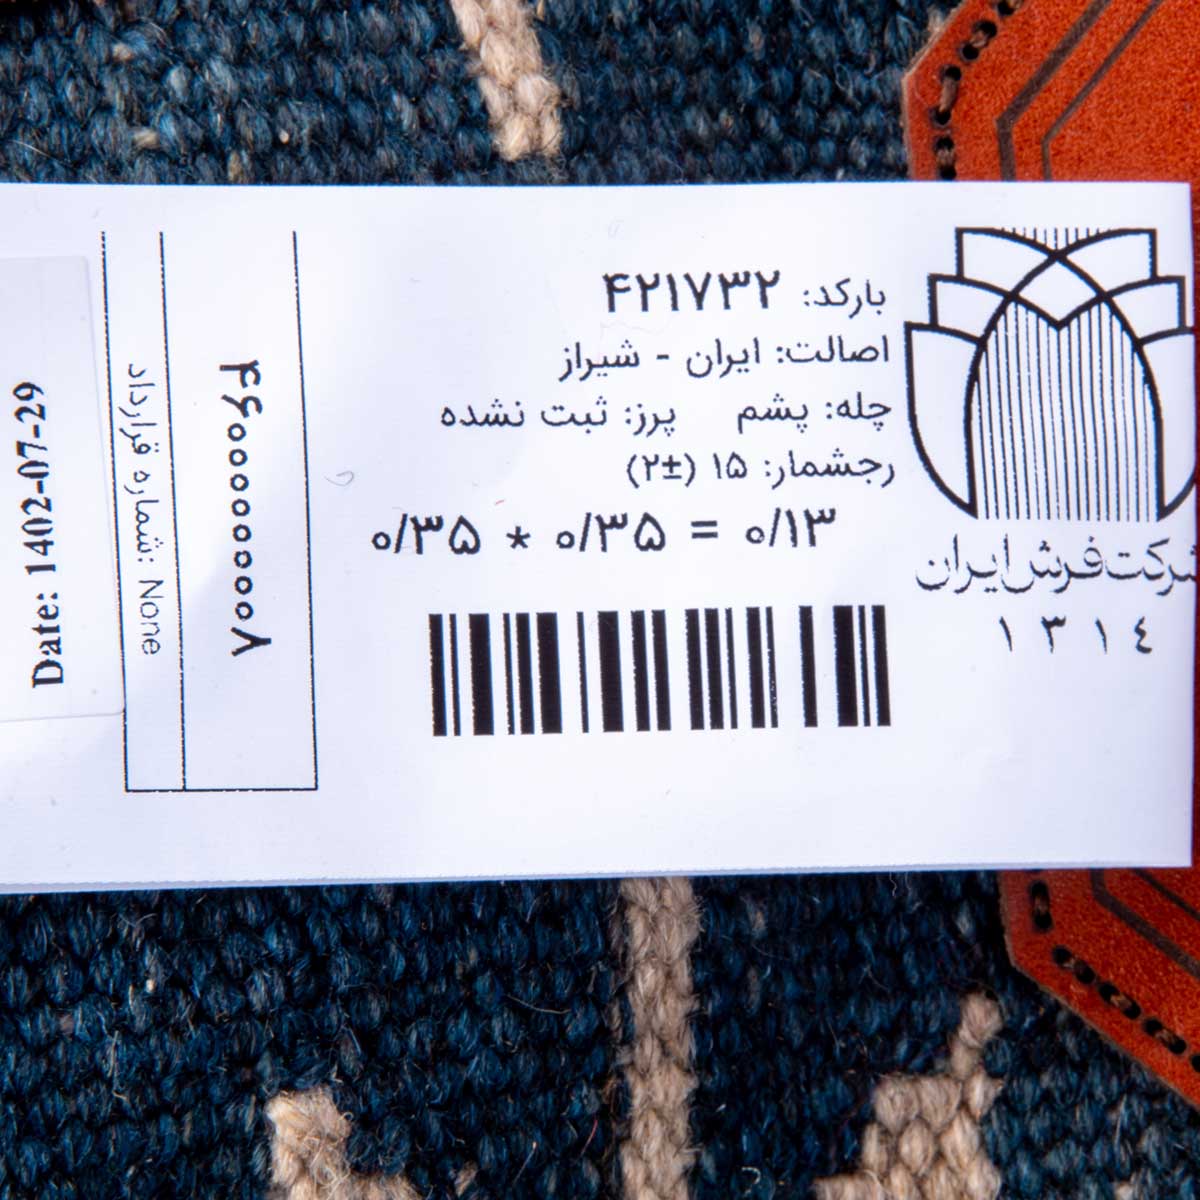 بارکد: ۴۲۱۷۳۲
اصالت: ایران - شیراز
چله: پشم پرز: ثبت نشده
رجشمار: ۱۵ (±۲)
۰/۳۵ * ۰/۳۵ = ۰/۱۳
شرکت فرش ایران
۱۳۱۴
۴۶۰۰۰۰۰۰۰۸
شماره قرارداد: None
Date: 1402-07-29